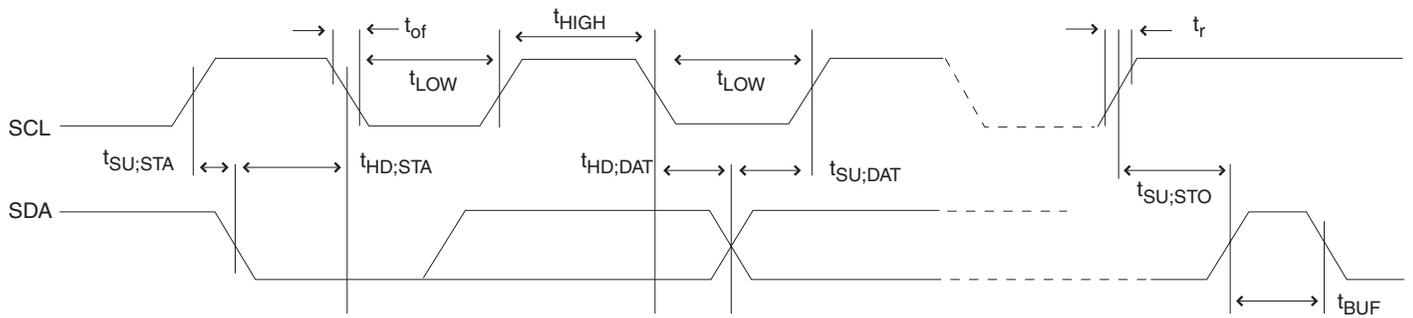 tof
tHIGH
tr
tLOW
tLOW
SCL
tSU;STA
tHD;STA
tHD;DAT
tSU;DAT
tSU;STO
SDA
tBUF